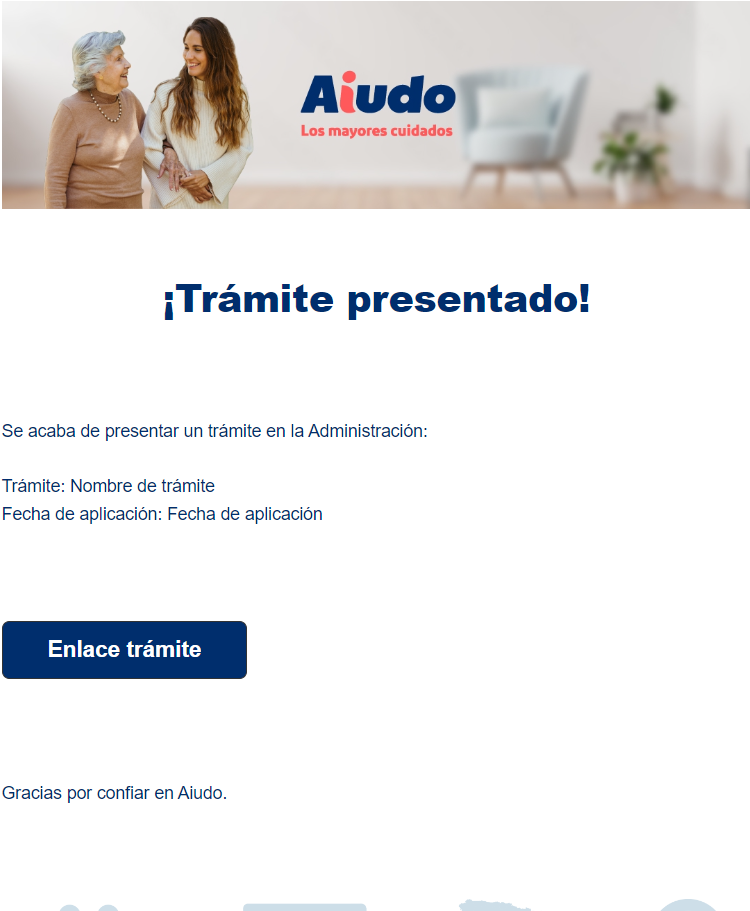 Aiudo
Los mayores cuidados
¡Trámite presentado!
Se acaba de presentar un trámite en la Administración:
Trámite: Nombre de trámite
Fecha de aplicación: Fecha de aplicación
Enlace trámite
Gracias por confiar en Aiudo.